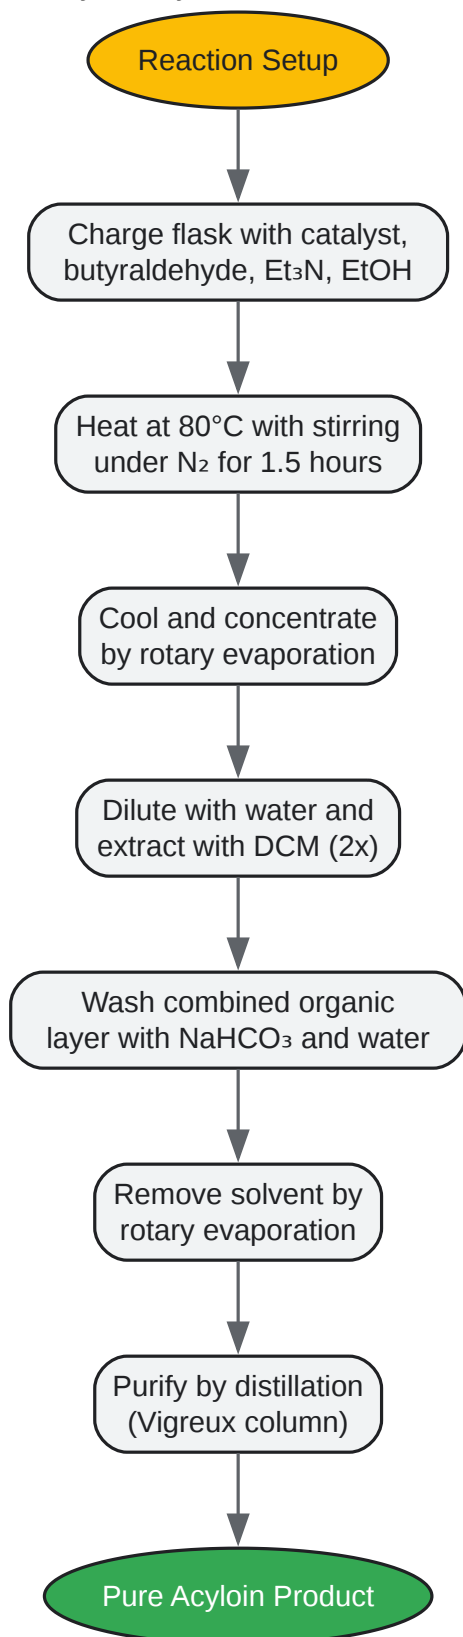 Reaction Setup
Charge flask with catalyst,
butyraldehyde, Et₃N, EtOH
Heat at 80°C with stirring
under N₂ for 1.5 hours
Cool and concentrate
by rotary evaporation
Dilute with water and
extract with DCM (2x)
Wash combined organic
layer with NaHCO₃ and water
Remove solvent by
rotary evaporation
Purify by distillation
(Vigreux column)
Pure Acyloin Product